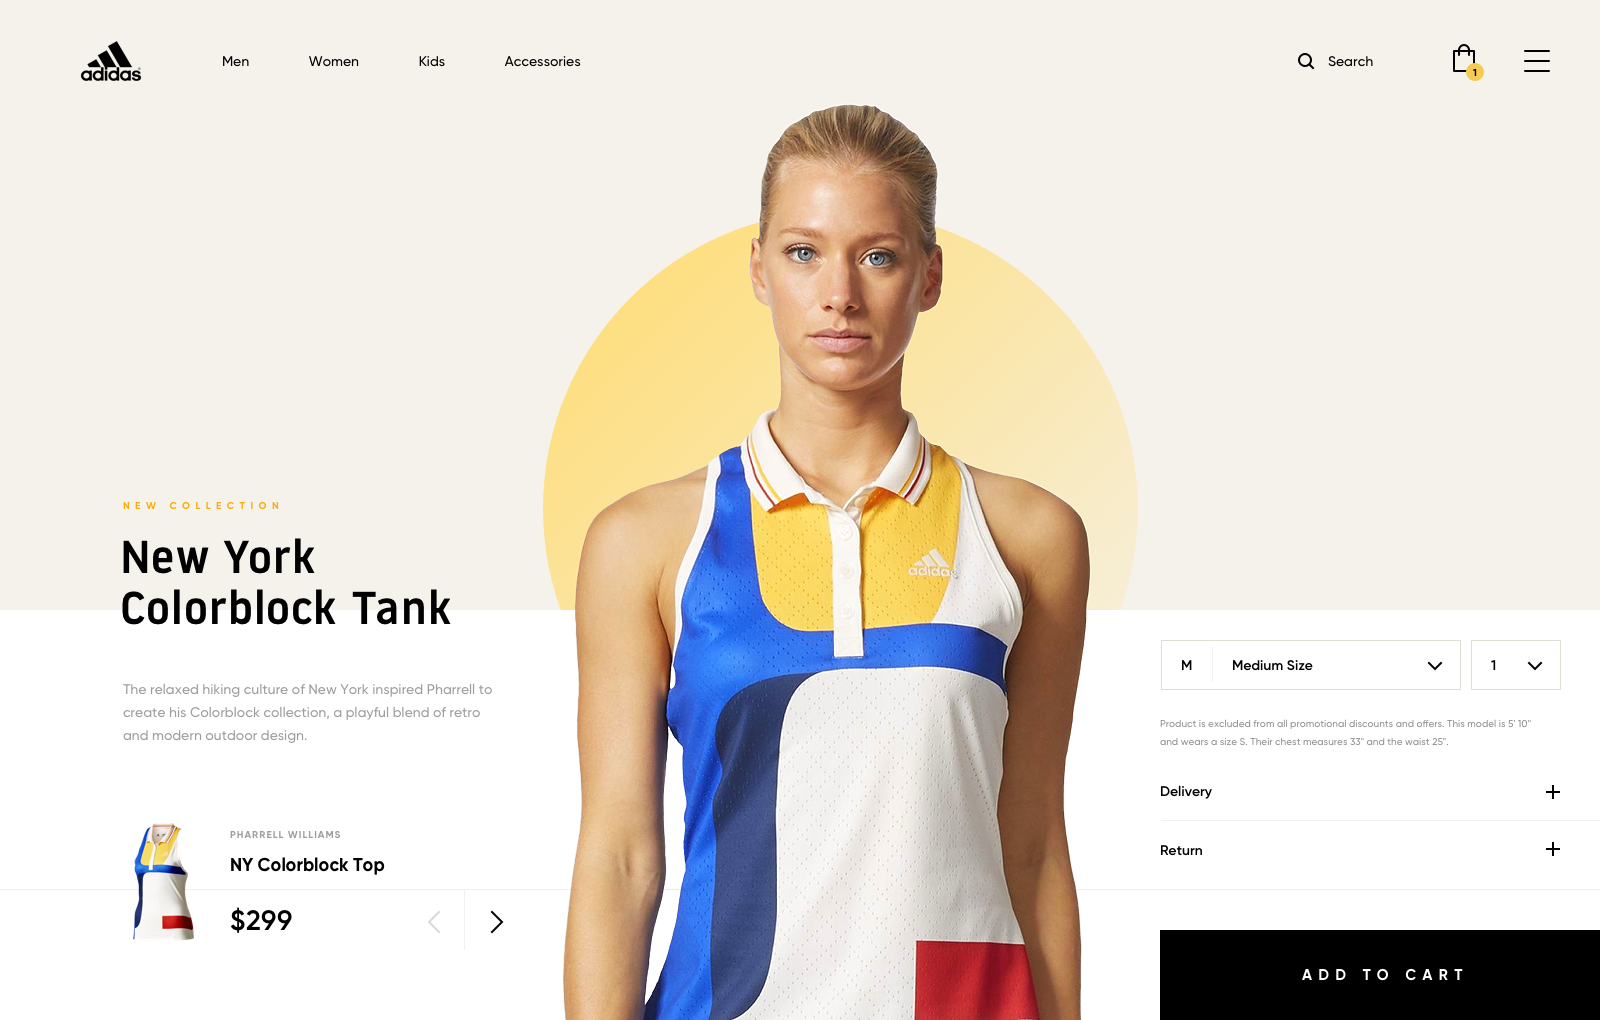 adidas
Men
Women
Kids
Accessories
Search
1
adidas
NEW COLLECTION
New York
Colorblock Tank
The relaxed hiking culture of New York inspired Pharrell to
create his Colorblock collection, a playful blend of retro
and modern outdoor design.
PHARRELL WILLIAMS
NY Colorblock Top
$299
M
Medium Size
1
Product is excluded from all promotional discounts and offers. This model is 5' 10"
and wears a size S. Their chest measures 33" and the waist 25".
Delivery
Return
ADD TO CART